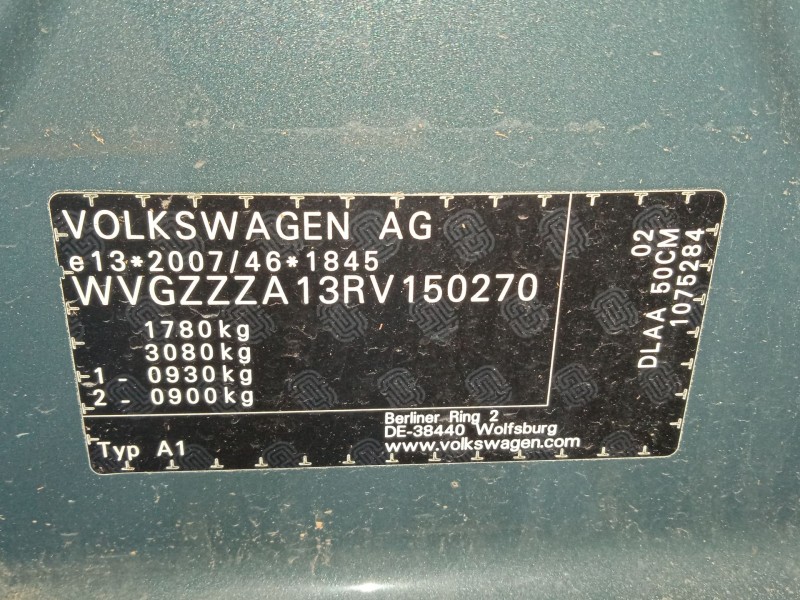 VOLKSWAGEN AG
e13*2007/46*1845
WVGZZZA13RV150270
1780kg
3080kg
1 - 0930kg
2 - 0900kg
Typ A1
Berliner Ring 2
DE-38440 Wolfsburg
www.volkswagen.com
02
DLAA 50CM
1075284